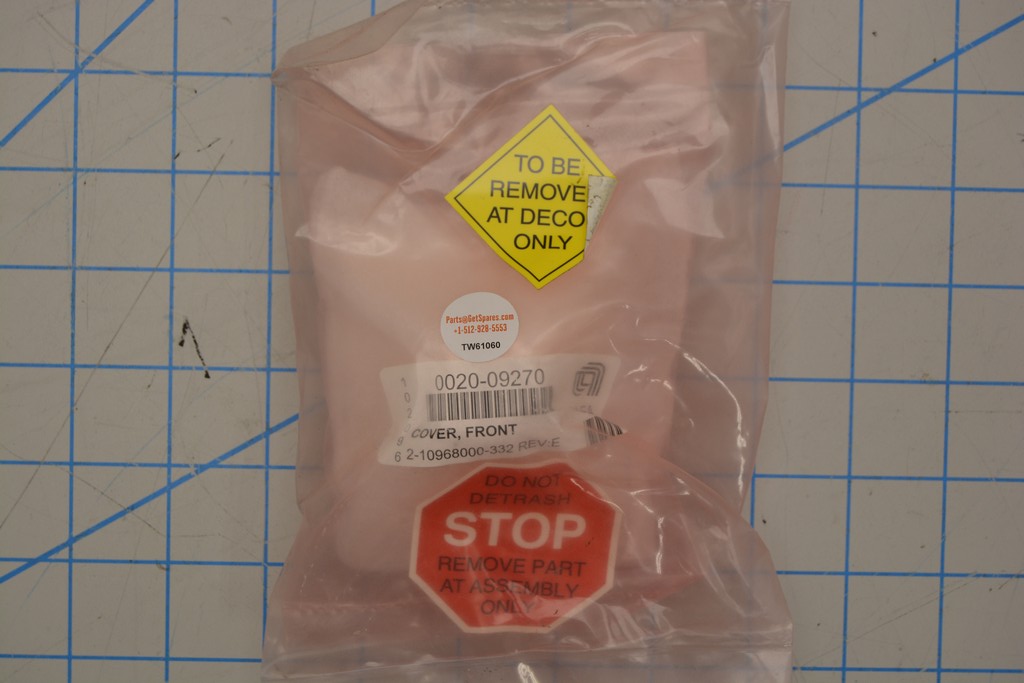 TO BE
REMOVE
AT DECO
ONLY
Parts@GetSpares.com
+1-512-928-5553
TW61060
0020-09270
COVER, FRONT
2-10968000-332 REV:E
DO NOT
DETRASH
STOP
REMOVE PART
AT ASSEMBLY
ONLY